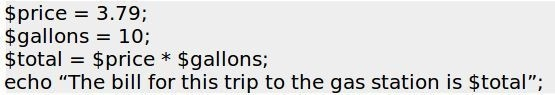 $price = 3.79;
$gallons = 10;
$total = $price * $gallons;
echo “The bill for this trip to the gas station is $total”;